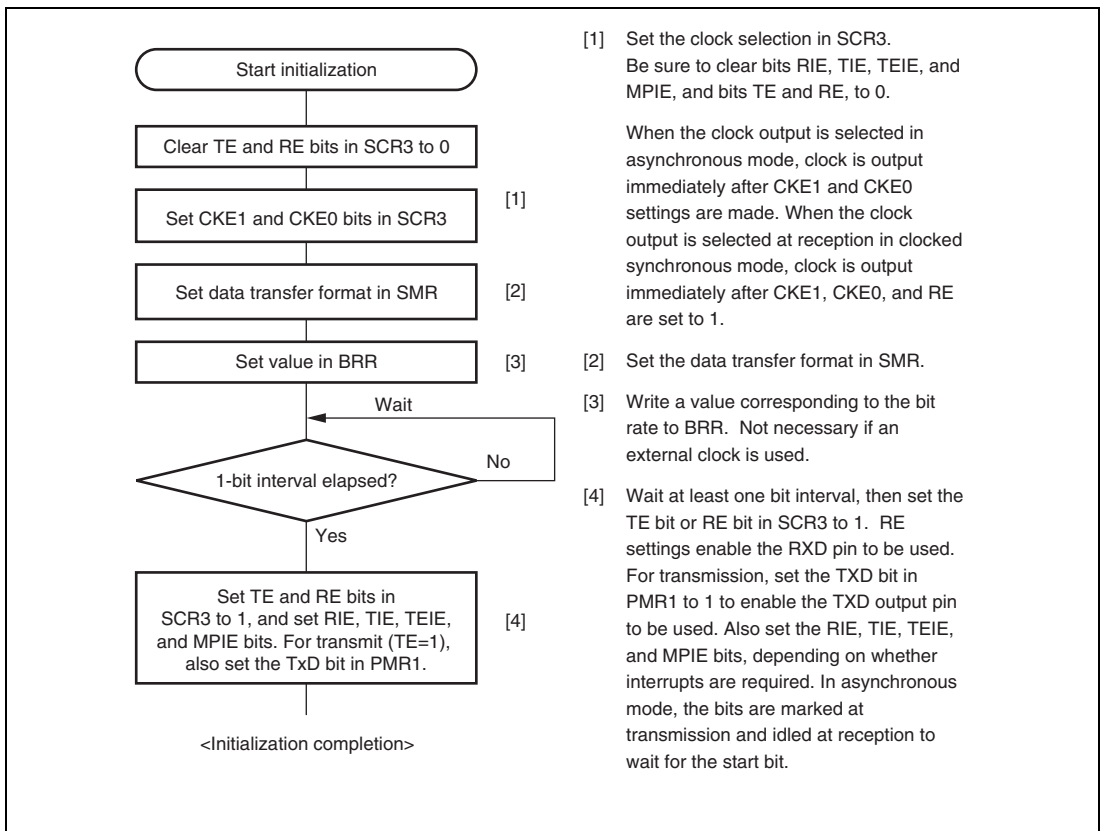 Start initialization
Clear TE and RE bits in SCR3 to 0
Set CKE1 and CKE0 bits in SCR3
[1]
Set data transfer format in SMR
[2]
Set value in BRR
[3]
Wait
1-bit interval elapsed?
No
Yes
Set TE and RE bits in
SCR3 to 1, and set RIE, TIE, TEIE,
and MPIE bits. For transmit (TE=1),
also set the TxD bit in PMR1.
[4]
<Initialization completion>
[1] Set the clock selection in SCR3.
Be sure to clear bits RIE, TIE, TEIE, and
MPIE, and bits TE and RE, to 0.
When the clock output is selected in
asynchronous mode, clock is output
immediately after CKE1 and CKE0
settings are made. When the clock
output is selected at reception in clocked
synchronous mode, clock is output
immediately after CKE1, CKE0, and RE
are set to 1.
[2] Set the data transfer format in SMR.
[3] Write a value corresponding to the bit
rate to BRR. Not necessary if an
external clock is used.
[4] Wait at least one bit interval, then set the
TE bit or RE bit in SCR3 to 1. RE
settings enable the RXD pin to be used.
For transmission, set the TXD bit in
PMR1 to 1 to enable the TXD output pin
to be used. Also set the RIE, TIE, TEIE,
and MPIE bits, depending on whether
interrupts are required. In asynchronous
mode, the bits are marked at
transmission and idled at reception to
wait for the start bit.